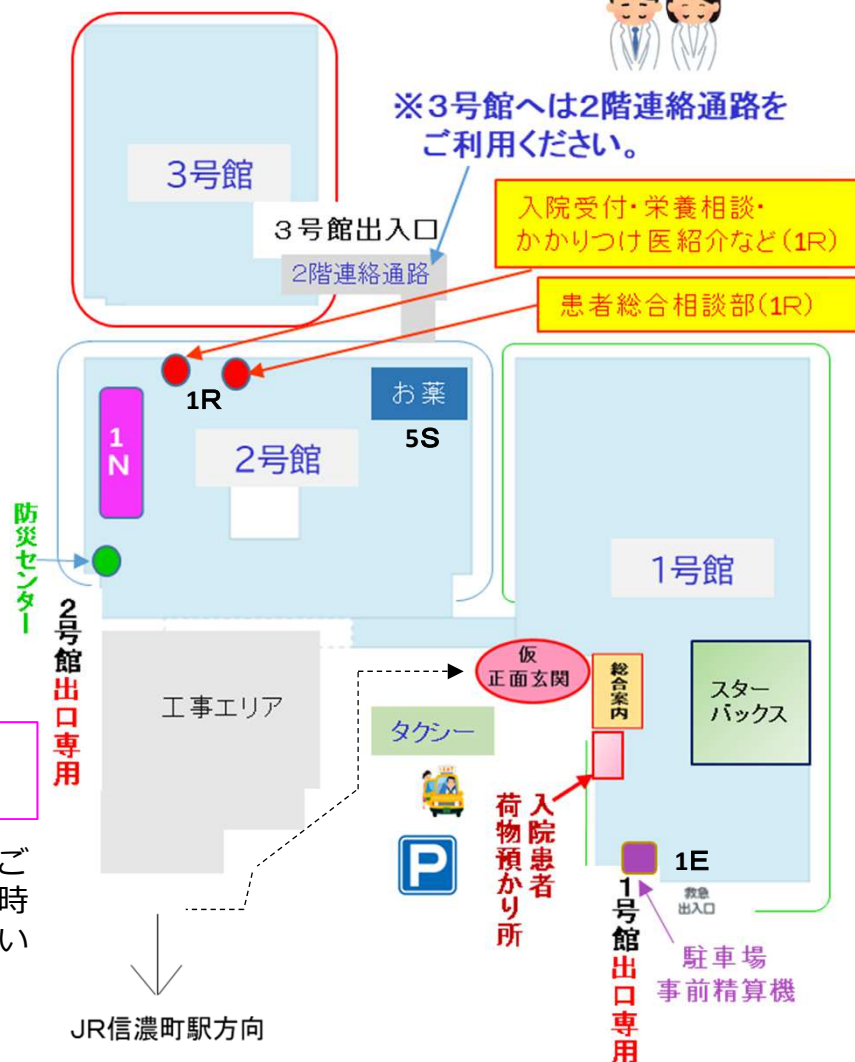 ※3号館へは2階連絡通路を
ご利用ください。
3号館
入院受付・栄養相談・
かかりつけ医紹介など(1R)
3号館出入口
2階連絡通路
患者総合相談部(1R)
1R
お薬
5S
1
N
2号館
防災センター
1号館
2号館出口専用
仮
正面玄関
総合案内
スター
バックス
工事エリア
タクシー
入院患者
荷物預かり所
P
ご
時
い
1E
救急
出入口
1号館出口専用
駐車場
事前精算機
JR信濃町駅方向